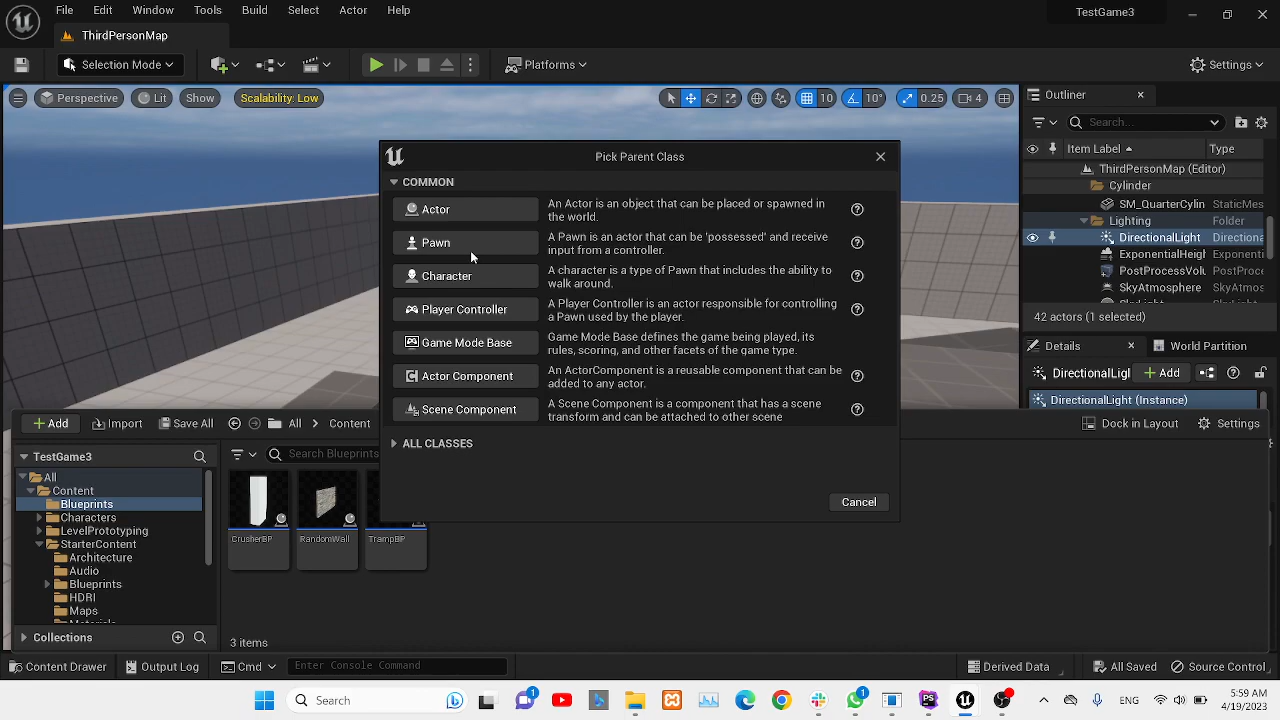 File Edit Window Tools Build Select Actor Help
TestGame3
ThirdPersonMap
Selection Mode
Platforms
Settings
Perspective Lit Show Scalability: Low
10 10° 0.25 4
Outliner
Search...
Item Label Type
ThirdPersonMap (Editor)
Cylinder
SM_QuarterCylin StaticMes
Lighting Folder
DirectionalLight Directiona
ExponentialHeigh Exponentia
PostProcessVolu PostProce
SkyAtmosphere SkyAtmos
42 actors (1 selected)
Details World Partition
DirectionalLigl Add
DirectionalLight (Instance)
Pick Parent Class
COMMON
Actor
An Actor is an object that can be placed or spawned in
the world.
Pawn
A Pawn is an actor that can be 'possessed' and receive
input from a controller.
Character
A character is a type of Pawn that includes the ability to
walk around.
Player Controller
A Player Controller is an actor responsible for controlling
a Pawn used by the player.
Game Mode Base
Game Mode Base defines the game being played, its
rules, scoring, and other facets of the game type.
Actor Component
An ActorComponent is a reusable component that can be
added to any actor.
Scene Component
A Scene Component is a component that has a scene
transform and can be attached to other scene
ALL CLASSES
Cancel
Add Import Save All All Content
Dock in Layout Settings
TestGame3
Search Blueprints
All
Content
Blueprints
Characters
LevelPrototyping
StarterContent
Architecture
Audio
Blueprints
HDRI
Maps
Collections
CrusherBP RandomWall TrampBP
3 items
Content Drawer Output Log Cmd Enter Console Command
Derived Data All Saved Source Control
Search
1
1
ENG
5:59 AM
4/19/2023